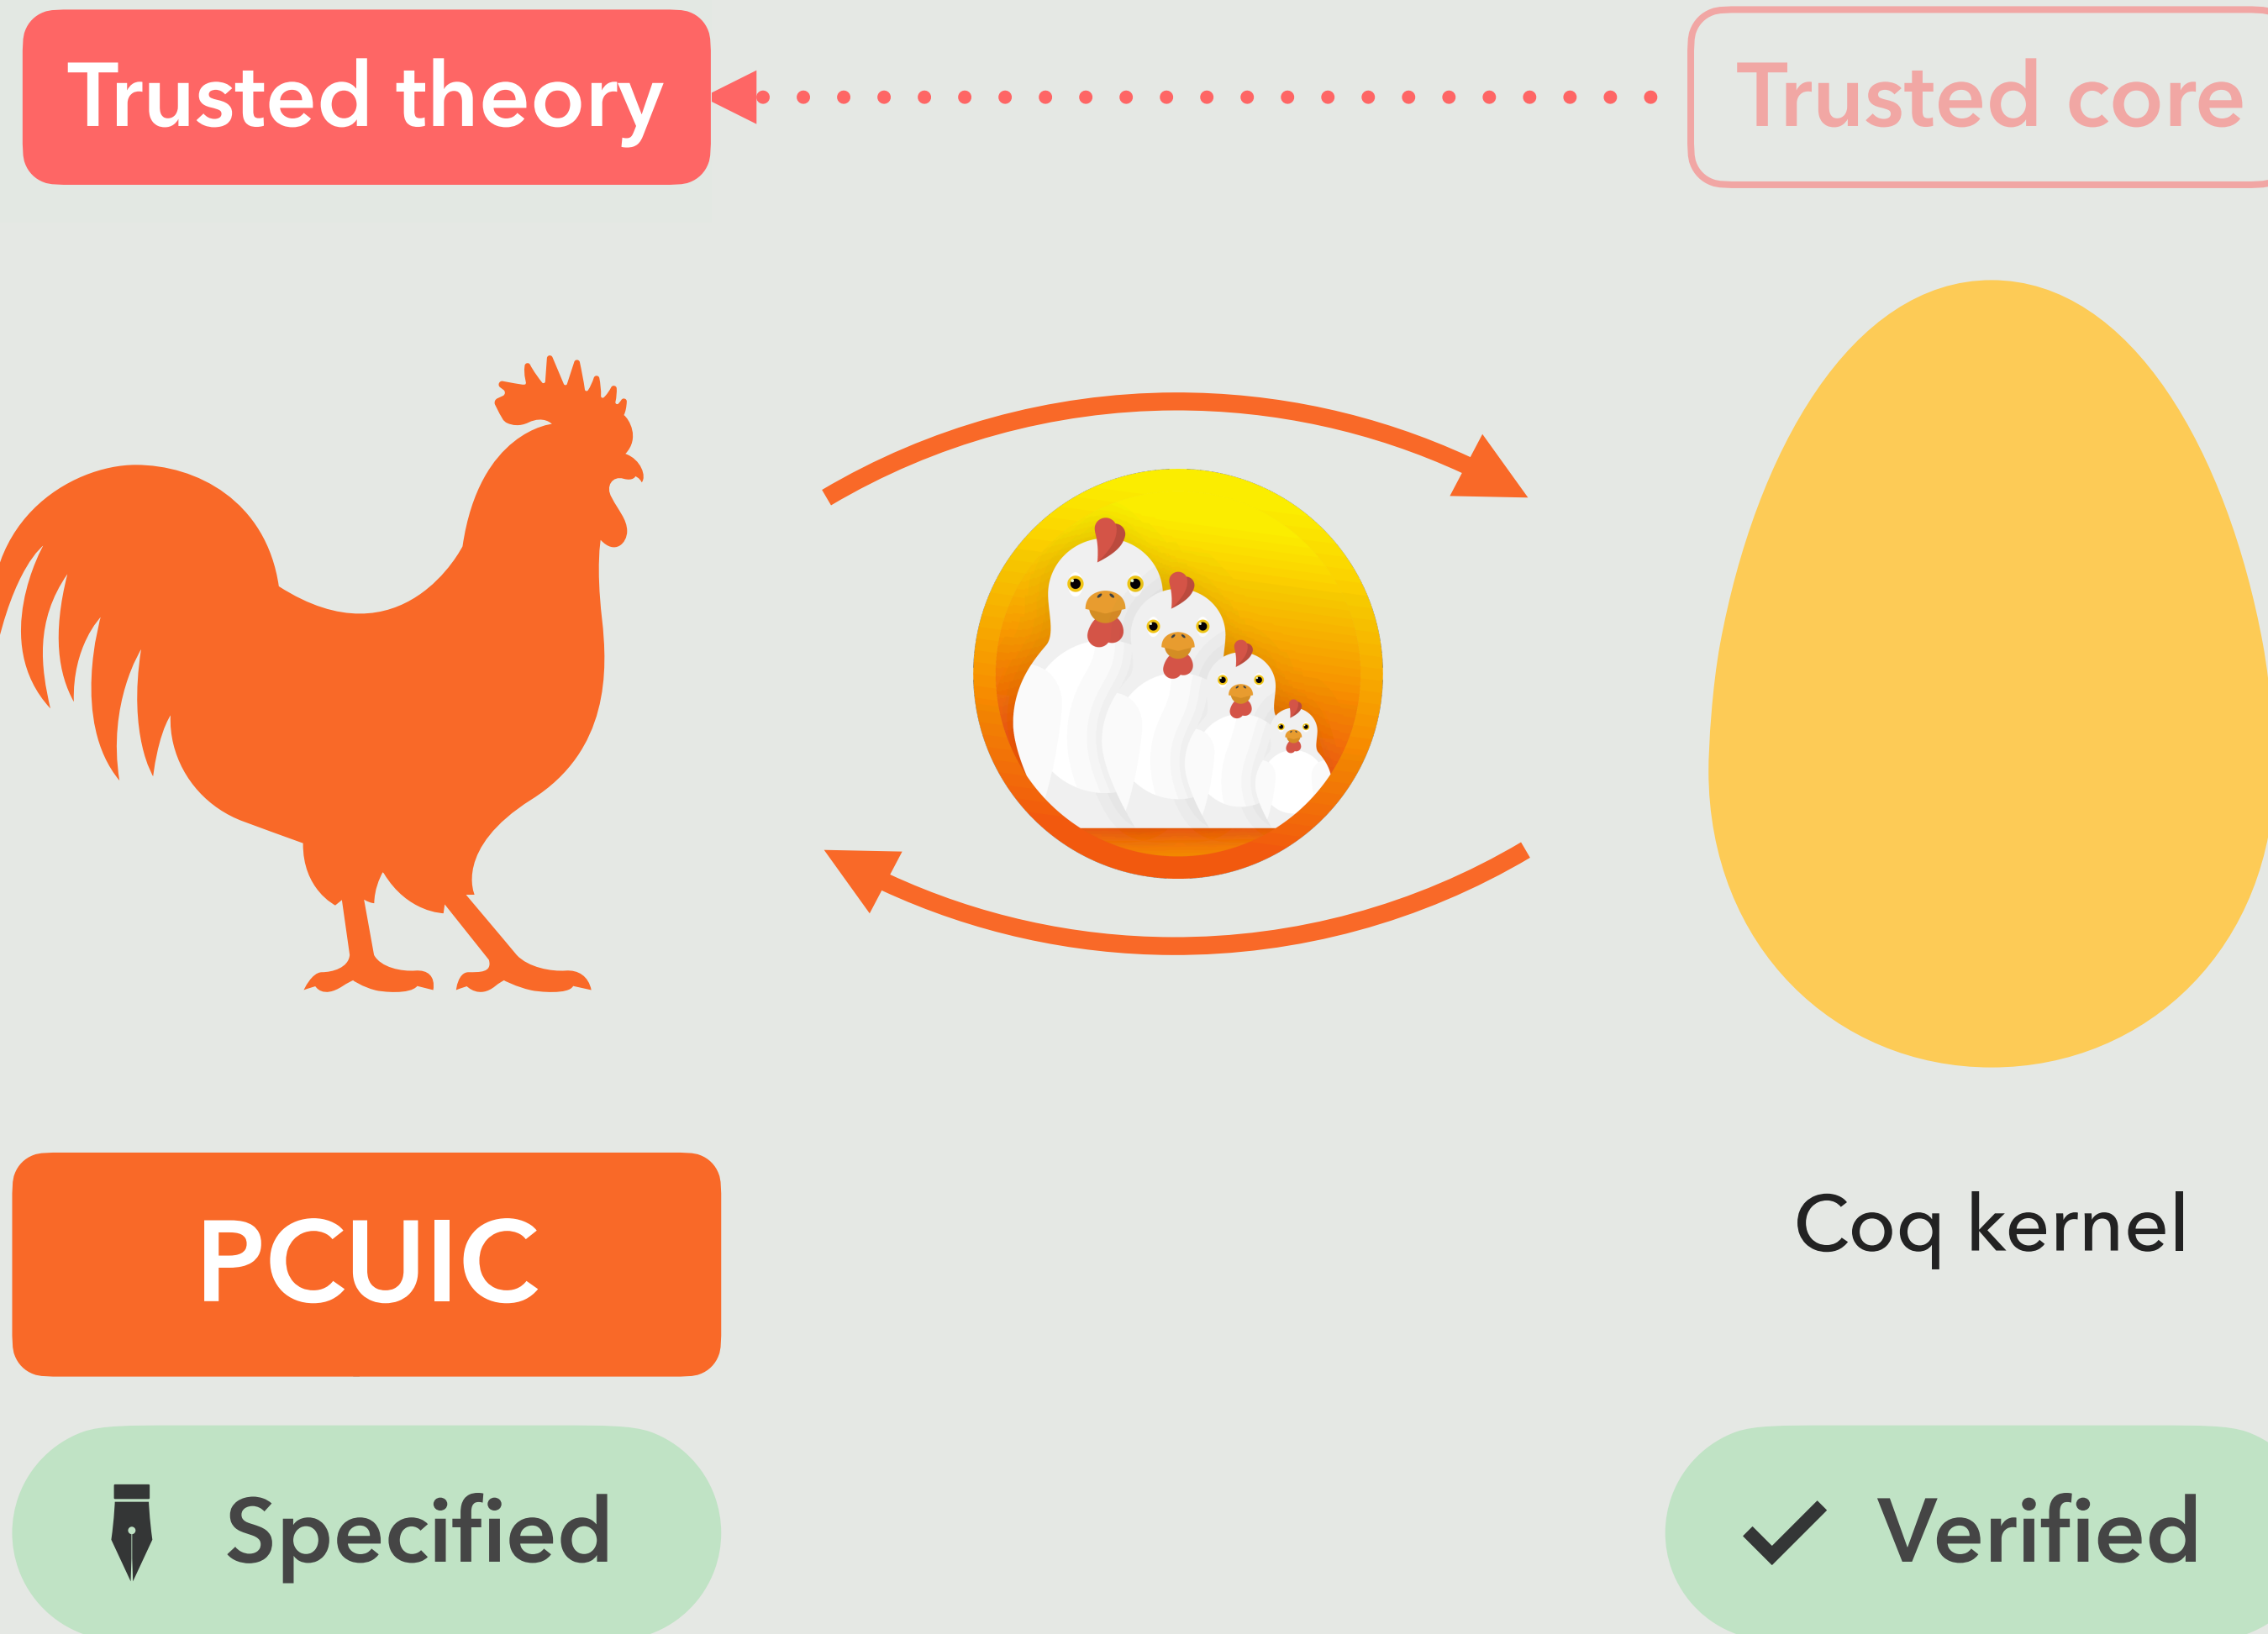 Trusted theory
Trusted core
PCUIC
Coq kernel
Specified
Verified